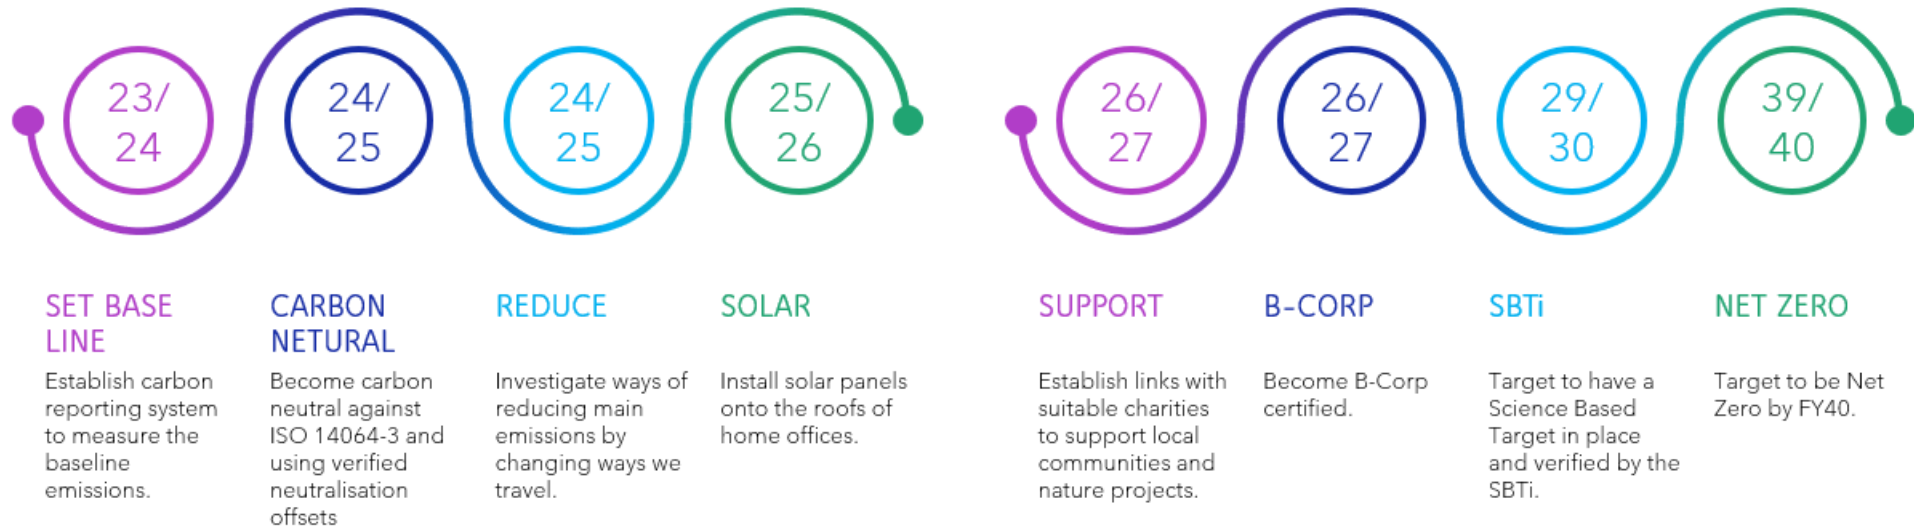 23/
24
24/
25
24/
25
25/
26
26/
27
26/
27
29/
30
39/
40
SET BASE
LINE
Establish carbon
reporting system
to measure the
baseline
emissions.
CARBON
NETURAL
Become carbon
neutral against
ISO 14064-3 and
using verified
neutralisation
offsets
REDUCE
Investigate ways of
reducing main
emissions by
changing ways we
travel.
SOLAR
Install solar panels
onto the roofs of
home offices.
SUPPORT
Establish links with
suitable charities
to support local
communities and
nature projects.
B-CORP
Become B-Corp
certified.
SBTi
Target to have a
Science Based
Target in place
and verified by the
SBTi.
NET ZERO
Target to be Net
Zero by FY40.